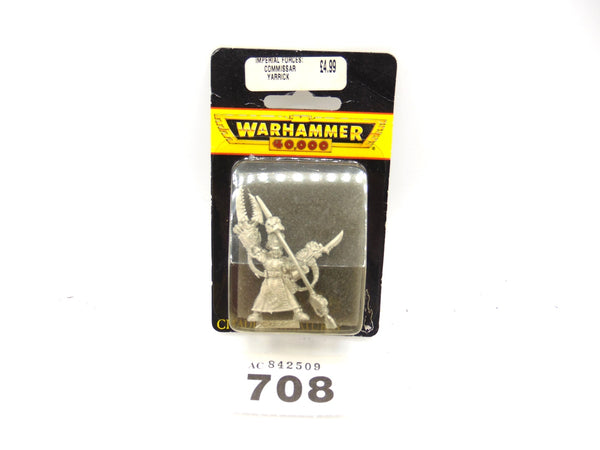 IMPERIAL FORCES:
COMMISSAR
YARRICK
£4.99
WARHAMMER
40,000
AC 842509
708